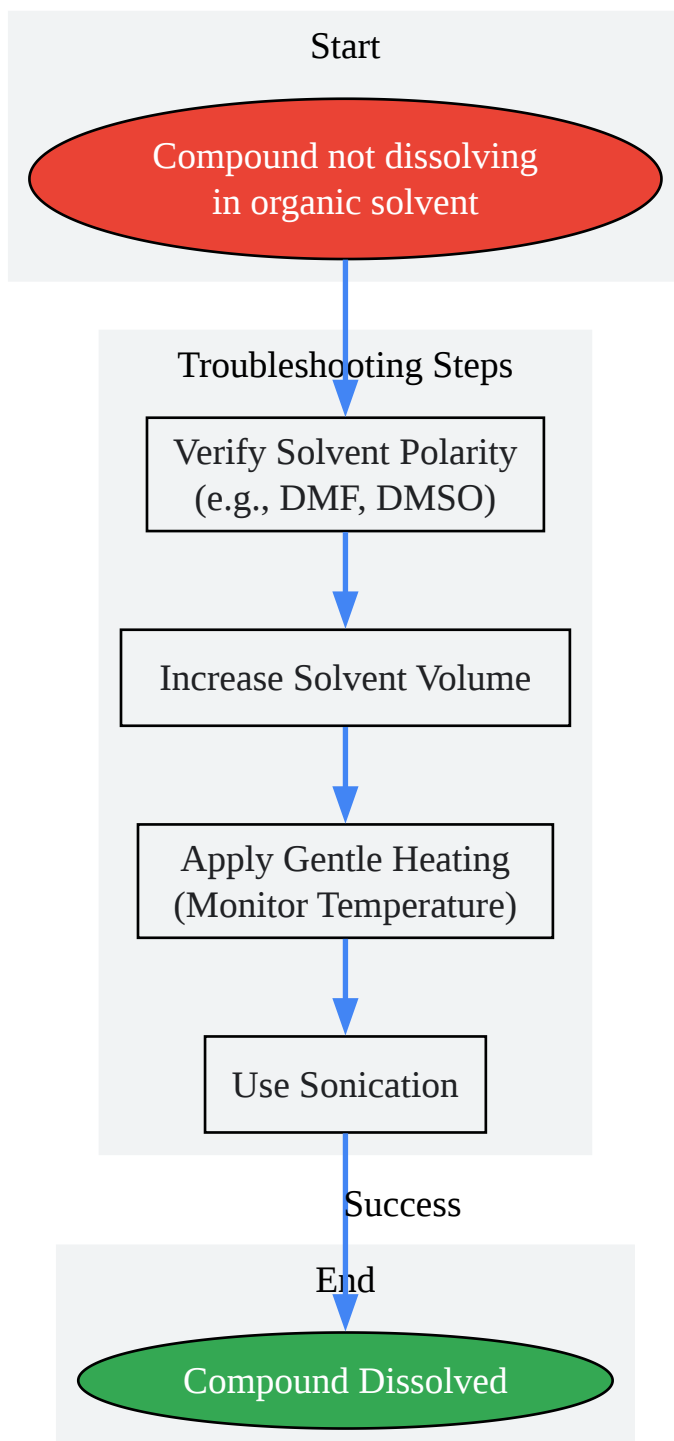 Start
Compound not dissolving
in organic solvent
Troubleshooting Steps
Verify Solvent Polarity
(e.g., DMF, DMSO)
Increase Solvent Volume
Apply Gentle Heating
(Monitor Temperature)
Use Sonication
Success
End
Compound Dissolved